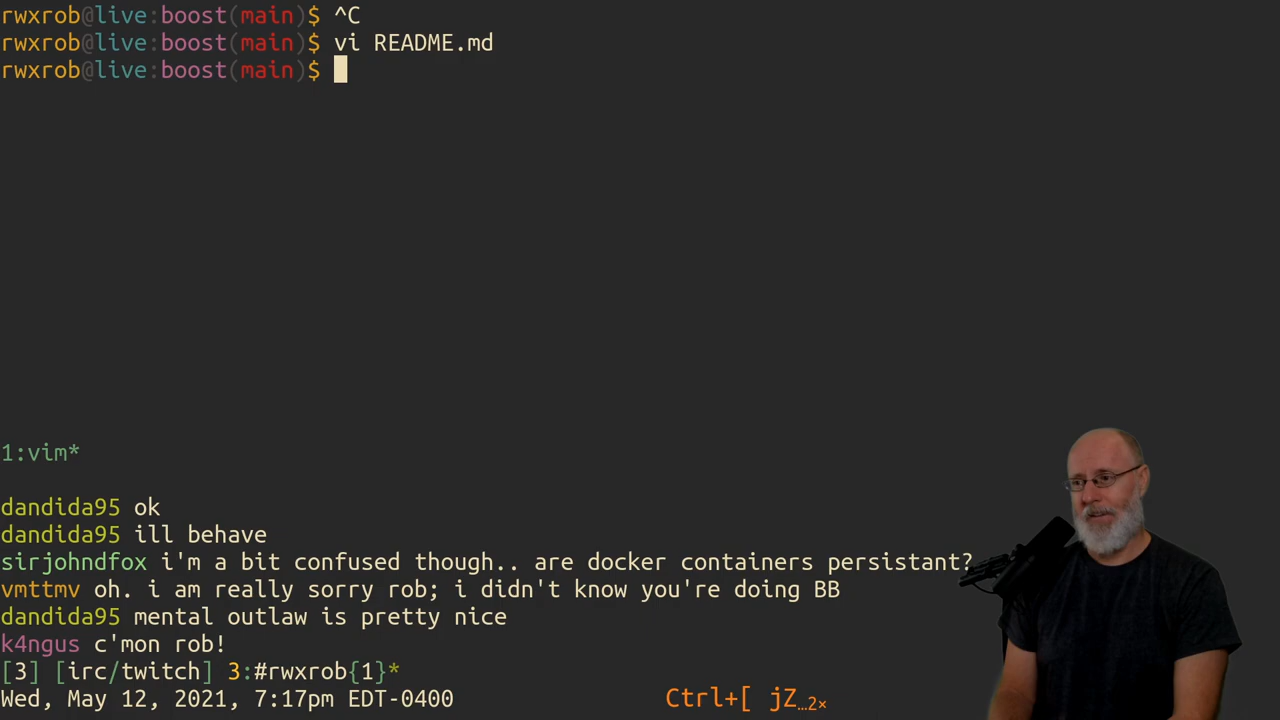 rwxrob@live:boost(main)$ ^C
rwxrob@live:boost(main)$ vi README.md
rwxrob@live:boost(main)$
1:vim*
dandida95 ok
dandida95 ill behave
sirjohndfox i'm a bit confused though.. are docker containers persistant?
vmttmv oh. i am really sorry rob; i didn't know you're doing BB
dandida95 mental outlaw is pretty nice
k4ngus c'mon rob!
[3] [irc/twitch] 3:#rwxrob{1}*
Wed, May 12, 2021, 7:17pm EDT-0400 Ctrl+[ jZ…2×